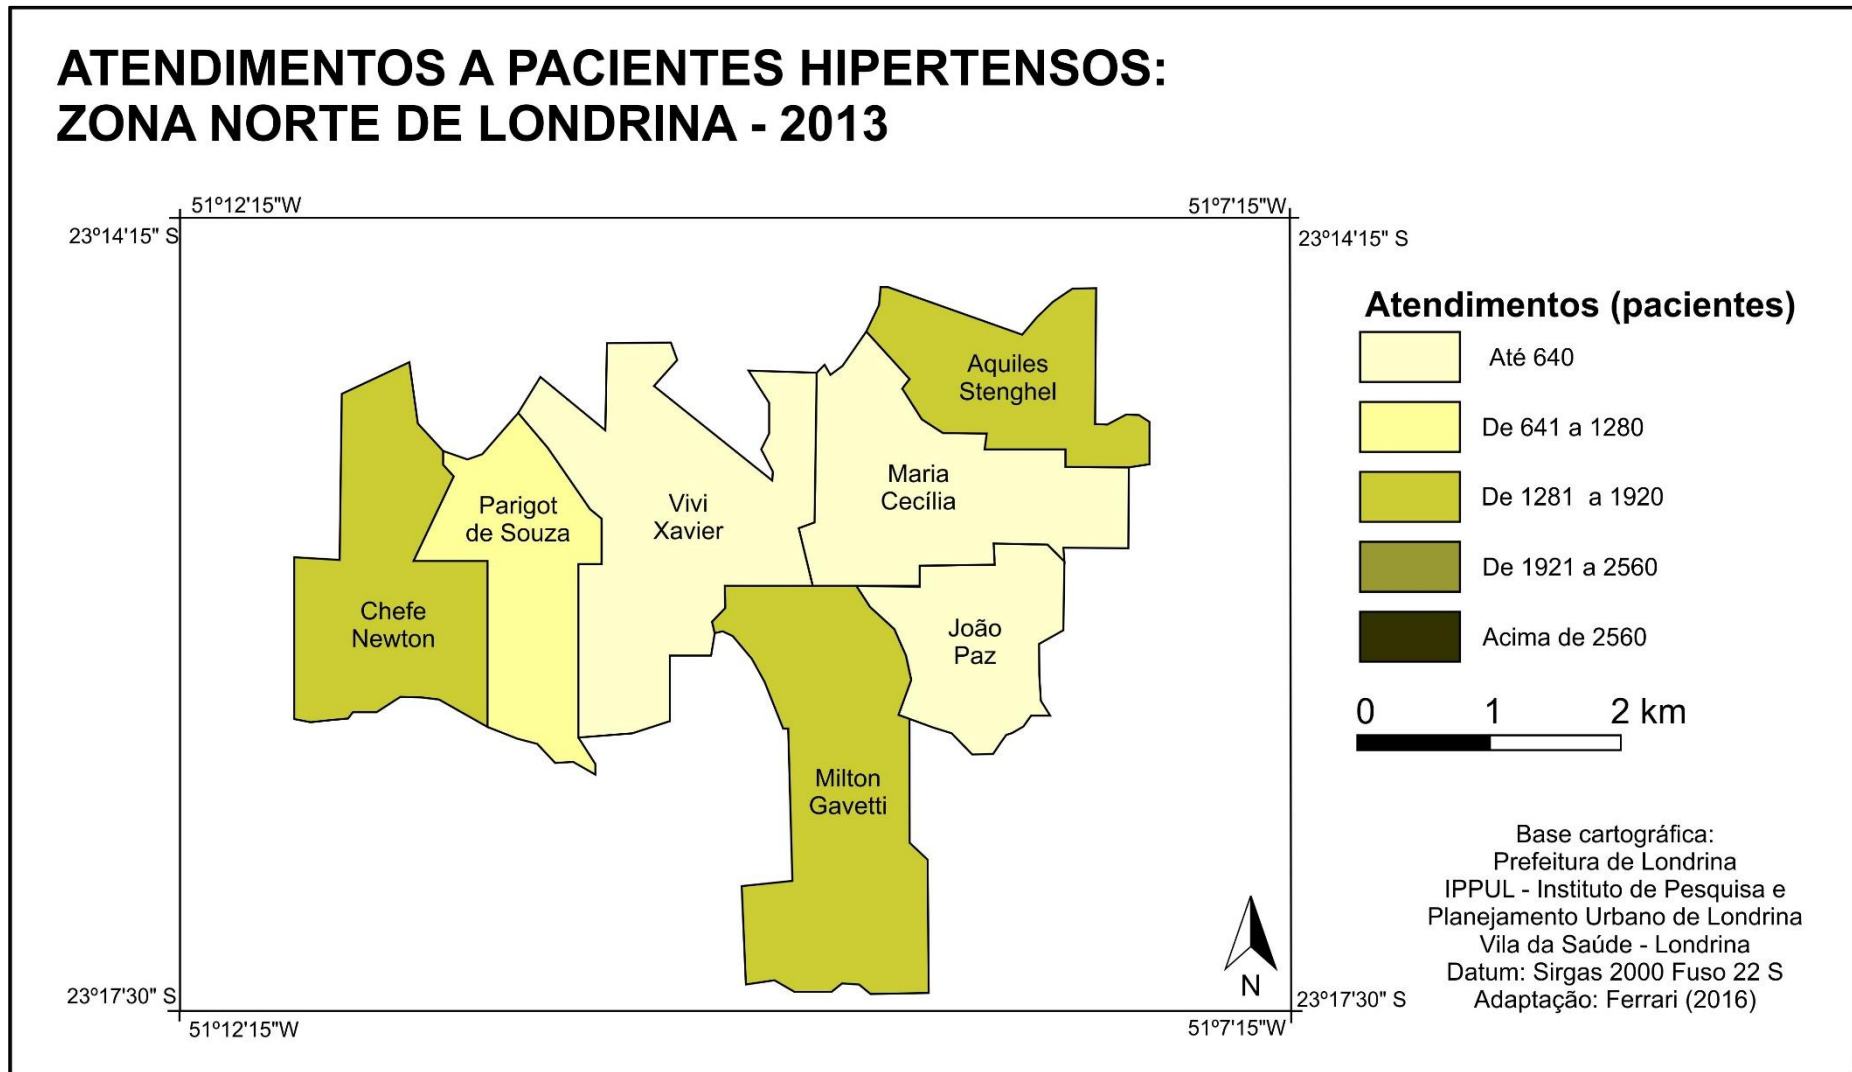 ATENDIMENTOS A PACIENTES HIPERTENSOS:
ZONA NORTE DE LONDRINA - 2013
51º12'15"W
51º7'15"W
23º14'15" S
23º14'15" S
Aquiles
Stenghel
Maria
Cecília
Vivi
Xavier
Parigot
de Souza
Chefe
Newton
João
Paz
Milton
Gavetti
N
23º17'30" S
23º17'30" S
51º12'15"W
51º7'15"W
Atendimentos (pacientes)
Até 640
De 641 a 1280
De 1281 a 1920
De 1921 a 2560
Acima de 2560
0 1 2 km
Base cartográfica:
Prefeitura de Londrina
IPPUL - Instituto de Pesquisa e
Planejamento Urbano de Londrina
Vila da Saúde - Londrina
Datum: Sirgas 2000 Fuso 22 S
Adaptação: Ferrari (2016)